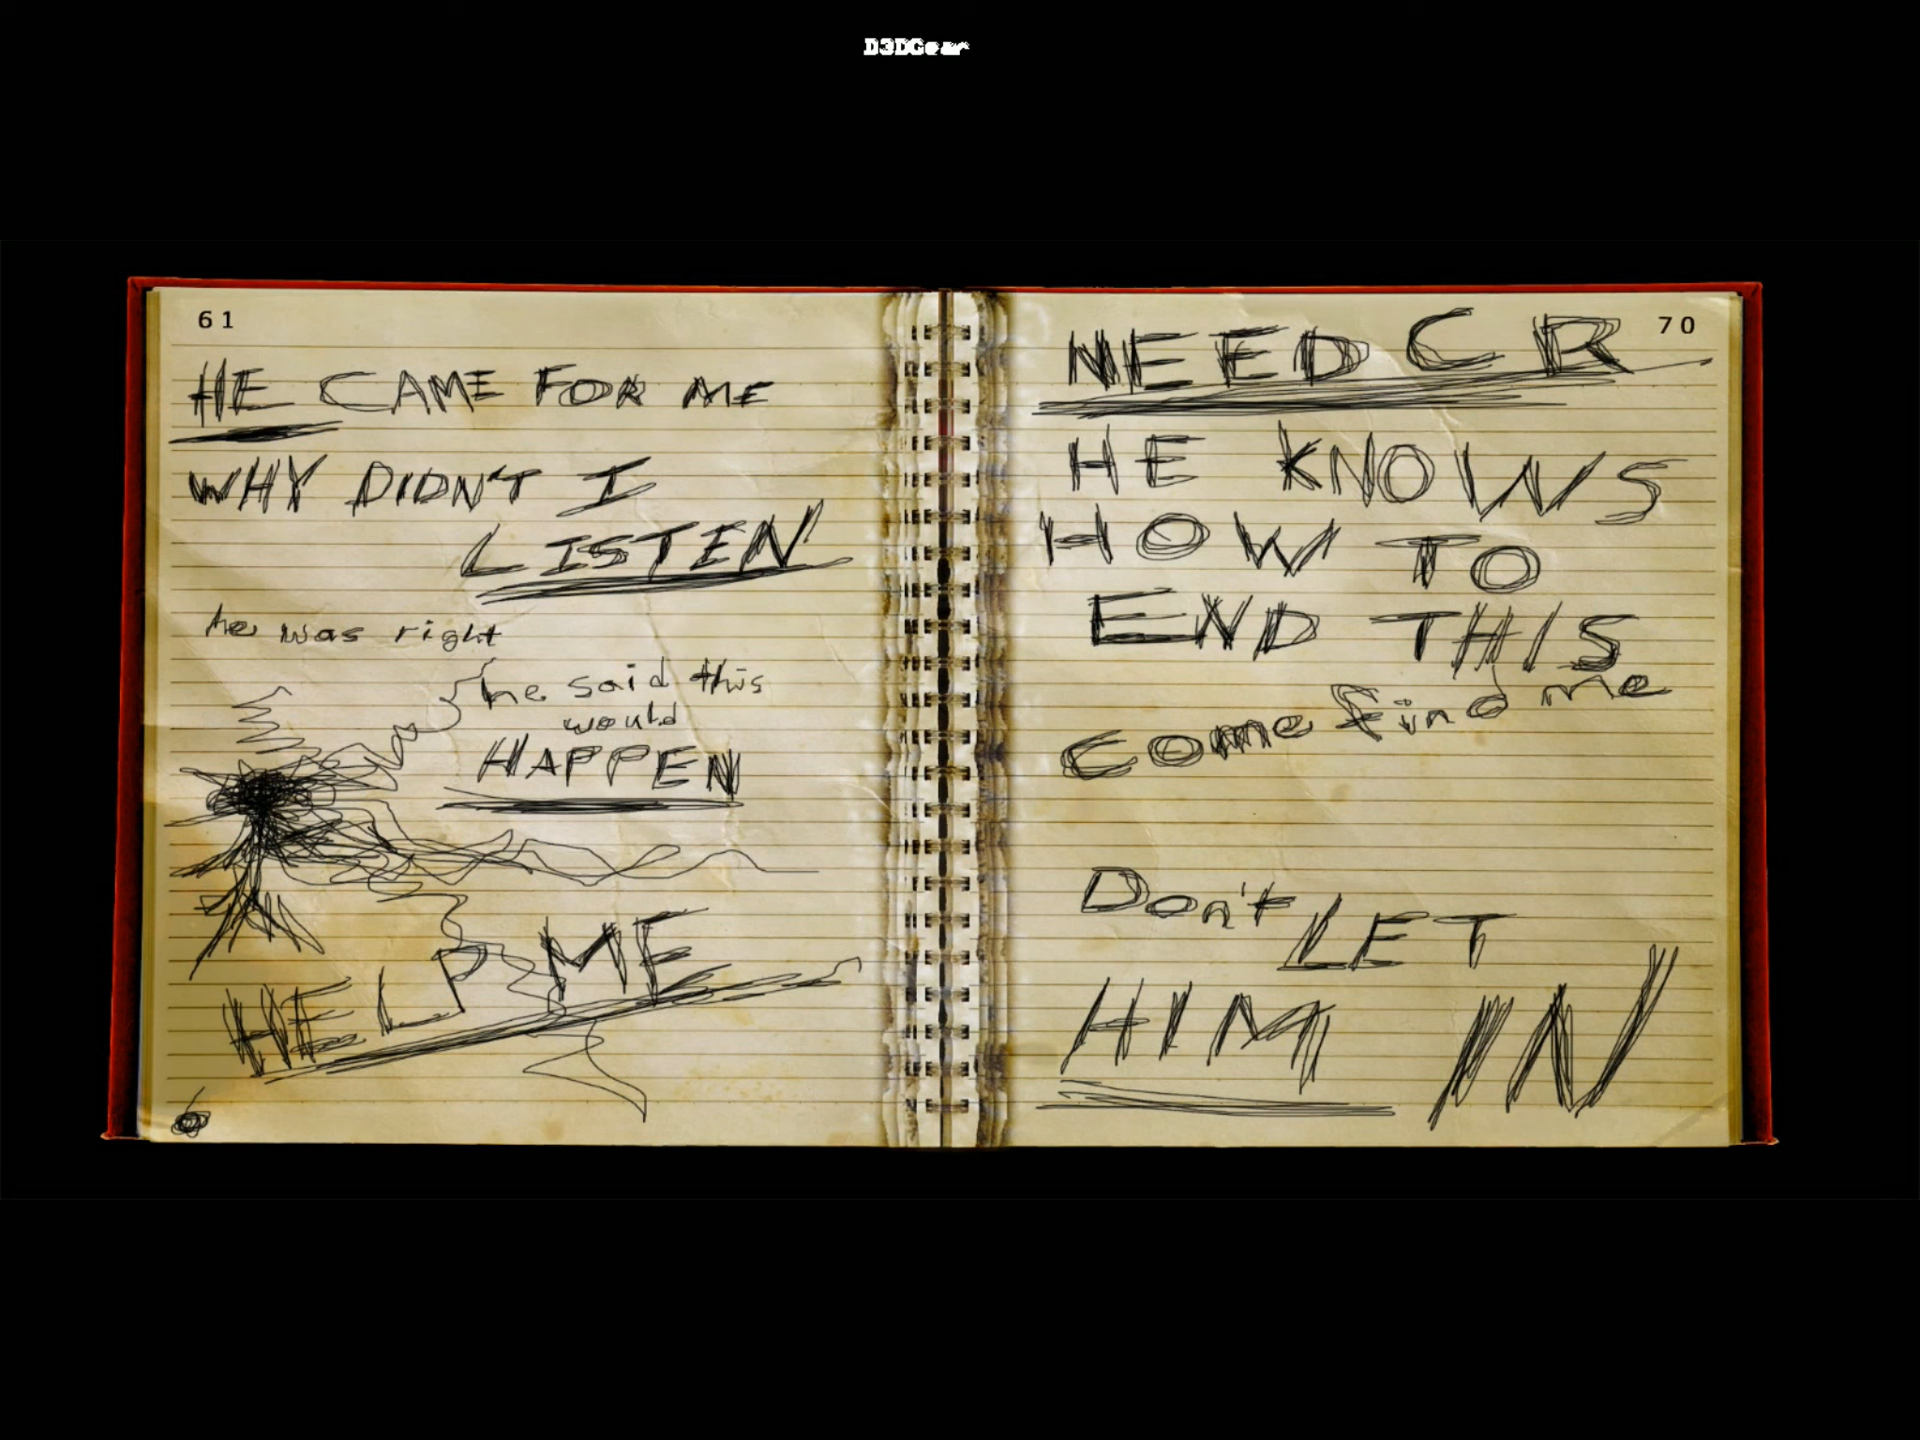 D3DGear
61
HE CAME FOR ME
WHY DIDN'T I
LISTEN
he was right
he said this
would
HAPPEN
HELP ME
70
NEED CR
HE KNOWS
HOW TO
END THIS
come find me
Don't LET
HIM IN